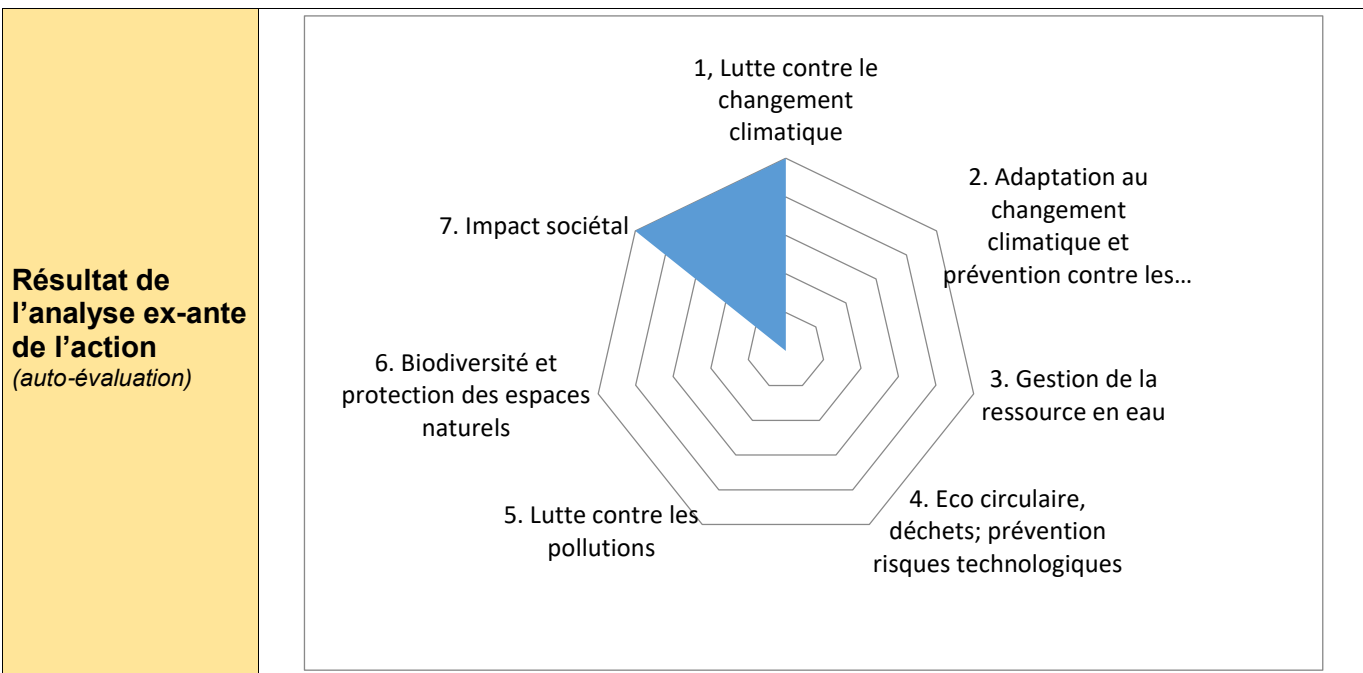 Résultat de
l’analyse ex-ante
de l’action
(auto-évaluation)
1, Lutte contre le
changement
climatique
2. Adaptation au
changement
climatique et
prévention contre les…
3. Gestion de la
ressource en eau
4. Eco circulaire,
déchets; prévention
risques technologiques
5. Lutte contre les
pollutions
6. Biodiversité et
protection des espaces
naturels
7. Impact sociétal